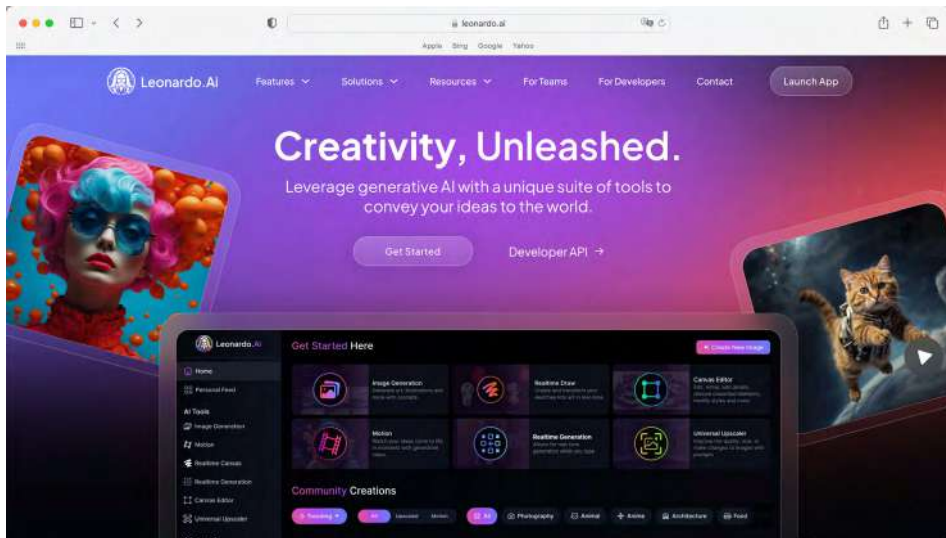 leonardo.ai
Apple Bing Google Yahoo
Leonardo.Ai
Features
Solutions
Resources
For Teams
For Developers
Contact
Launch App
Creativity, Unleashed.
Leverage generative AI with a unique suite of tools to
convey your ideas to the world.
Get Started
Developer API →
Leonardo.Ai
Get Started Here
Create New Image
Home
Personal Feed
AI Tools
Image Generation
Motion
Realtime Canvas
Realtime Generation
Canvas Editor
Universal Upscaler
Image Generation
Realtime Draw
Canvas Editor
Motion
Realtime Generation
Universal Upscaler
Community Creations
Trending
All
Upscaled
Motion
All
Photography
Animal
Anime
Architecture
Food